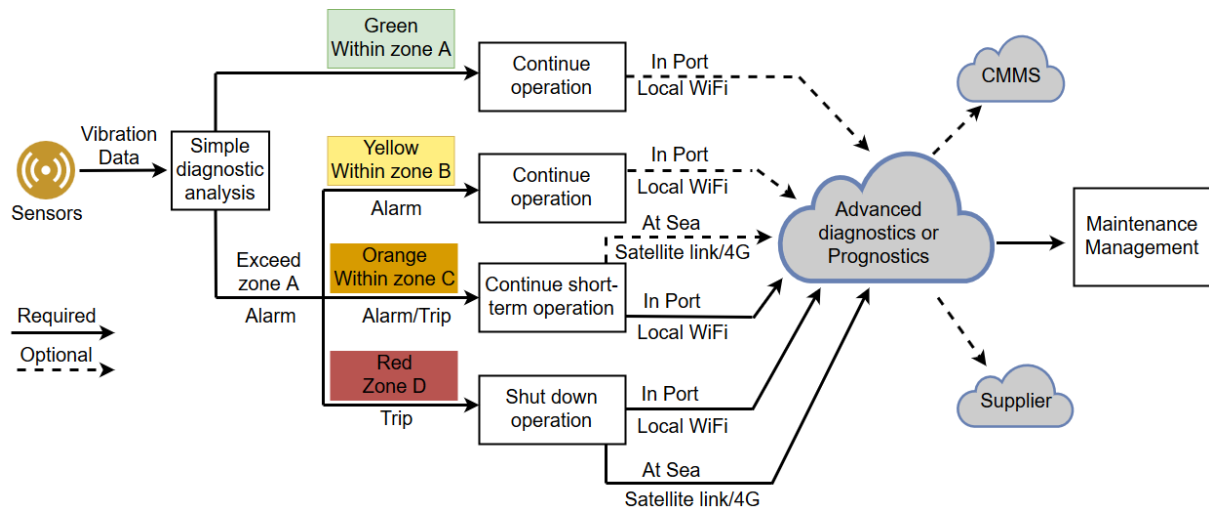 Green
Within zone A
Continue
operation
In Port
Local WiFi
CMMS
Vibration
Data
Sensors
Simple
diagnostic
analysis
Yellow
Within zone B
Alarm
Continue
operation
In Port
Local WiFi
At Sea
Satellite link/4G
Advanced
diagnostics or
Prognostics
Maintenance
Management
Exceed
zone A
Alarm
Orange
Within zone C
Alarm/Trip
Continue short-
term operation
In Port
Local WiFi
Required
Optional
Red
Zone D
Trip
Shut down
operation
In Port
Local WiFi
At Sea
Satellite link/4G
Supplier